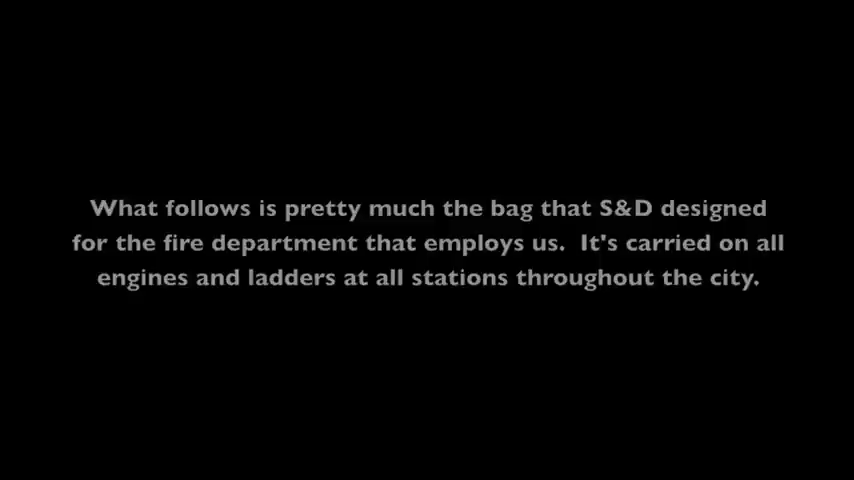 What follows is pretty much the bag that S&D designed
for the fire department that employs us.  It's carried on all
engines and ladders at all stations throughout the city.